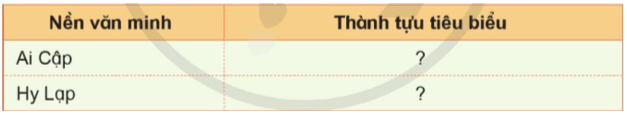 Nền văn minh Thành tựu tiêu biểu
Ai Cập ?
Hy Lạp ?